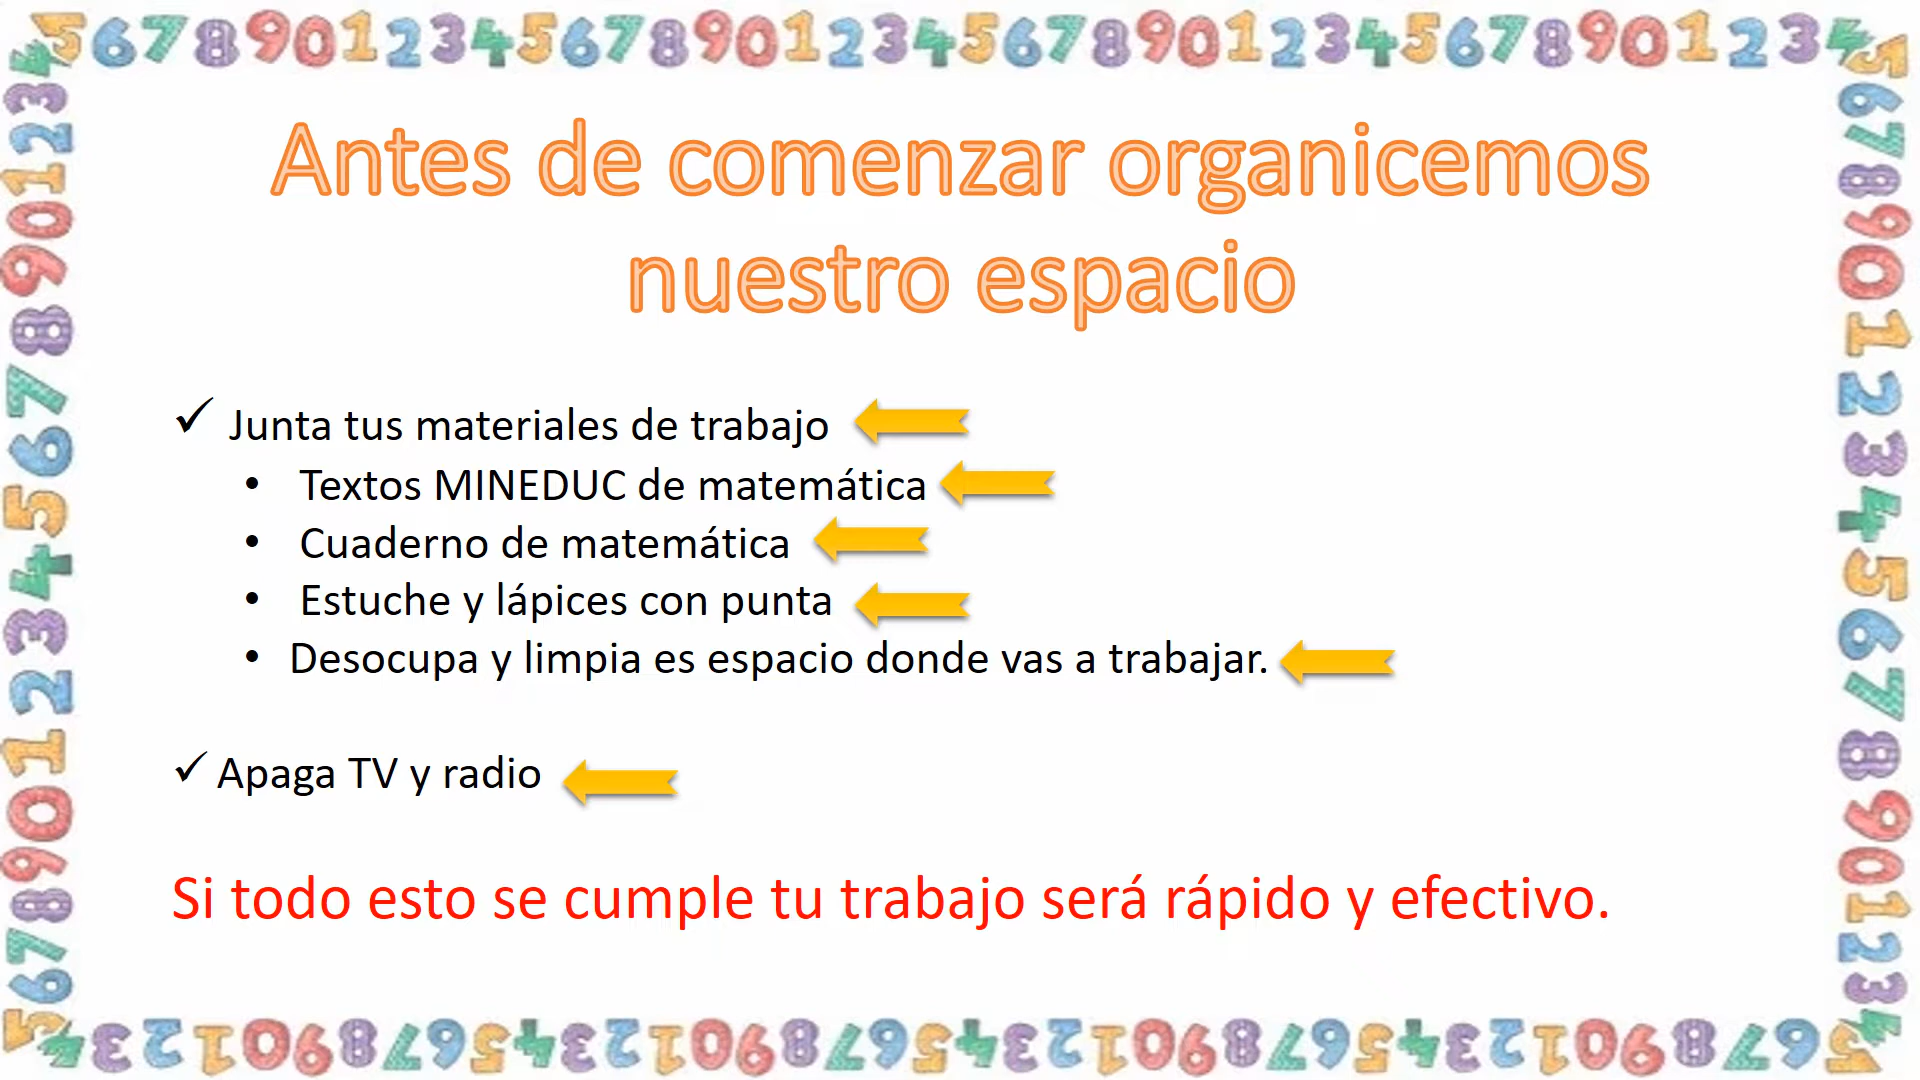 Antes de comenzar organicemos
nuestro espacio
✓ Junta tus materiales de trabajo
• Textos MINEDUC de matemática
• Cuaderno de matemática
• Estuche y lápices con punta
• Desocupa y limpia es espacio donde vas a trabajar.
✓ Apaga TV y radio
Si todo esto se cumple tu trabajo será rápido y efectivo.